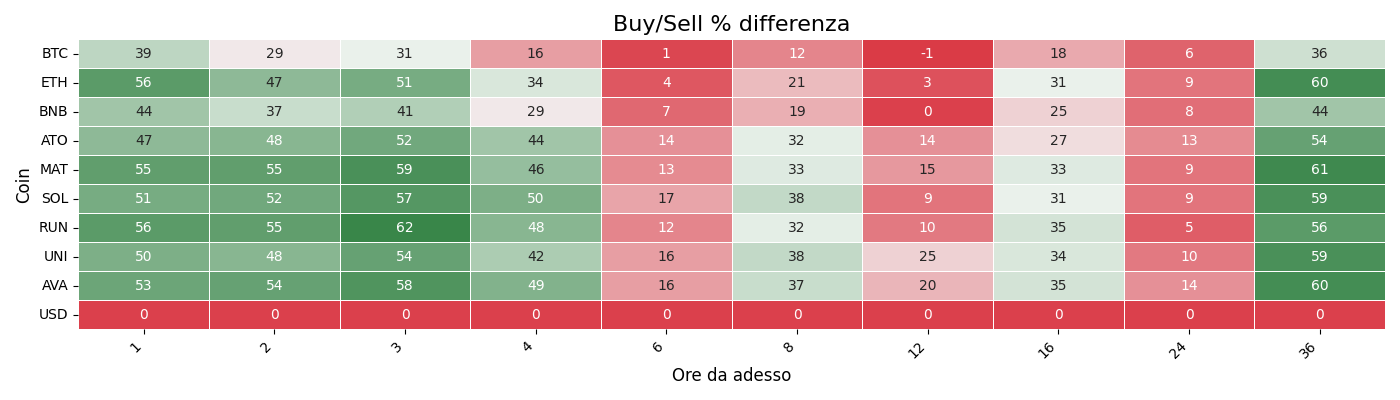 Buy/Sell % differenza
Coin
BTC 39 29 31 16 1 12 -1 18 6 36
ETH 56 47 51 34 4 21 3 31 9 60
BNB 44 37 41 29 7 19 0 25 8 44
ATO 47 48 52 44 14 32 14 27 13 54
MAT 55 55 59 46 13 33 15 33 9 61
SOL 51 52 57 50 17 38 9 31 9 59
RUN 56 55 62 48 12 32 10 35 5 56
UNI 50 48 54 42 16 38 25 34 10 59
AVA 53 54 58 49 16 37 20 35 14 60
USD 0 0 0 0 0 0 0 0 0 0
1 2 3 4 6 8 12 16 24 36
Ore da adesso